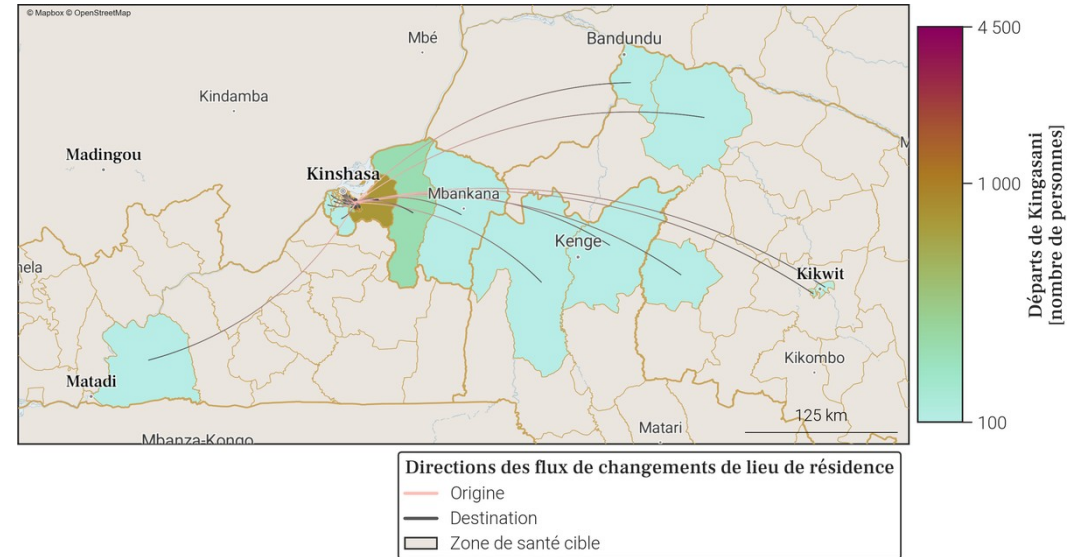 © Mapbox © OpenStreetMap
Mbé
Bandundu
Kindamba
Madingou
Kinshasa
Mbankana
Kenge
Kikwit
Kikombo
Matadi
125 km
Matari
Mbanza-Kongo
4 500
1 000
100
Départs de Kingasani
[nombre de personnes]
Directions des flux de changements de lieu de résidence
Origine
Destination
Zone de santé cible